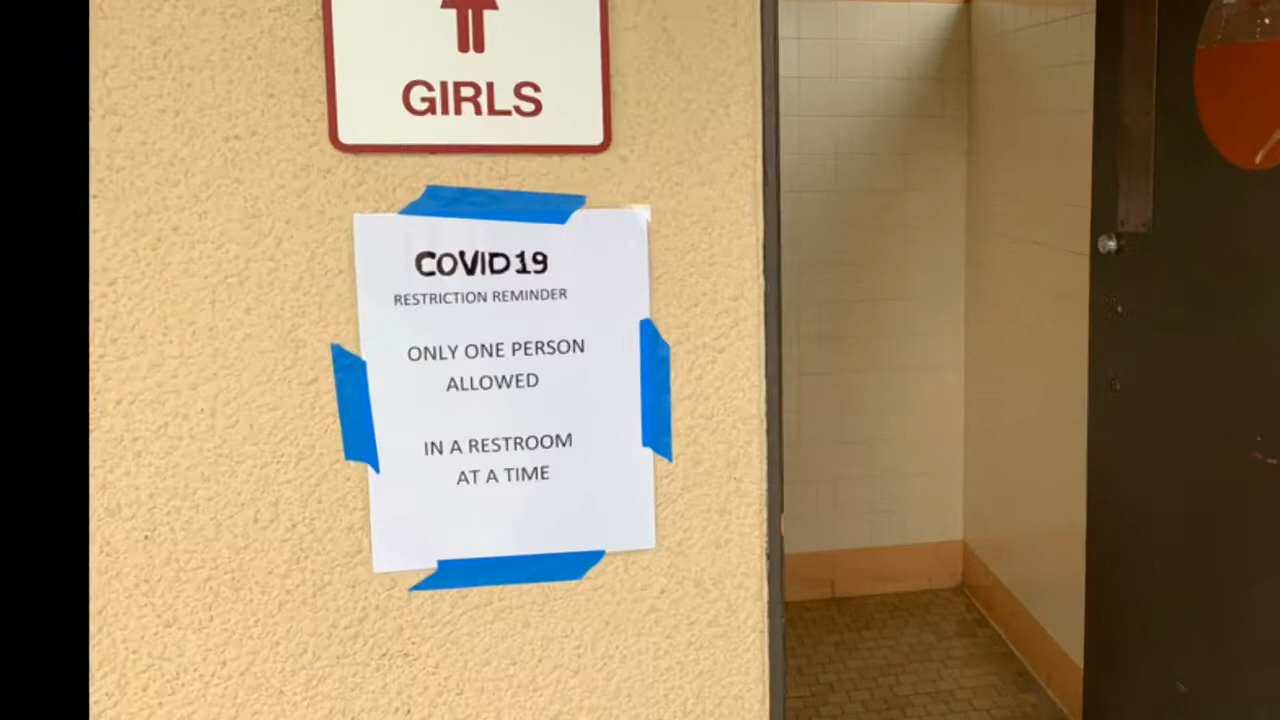 GIRLS
COVID19
RESTRICTION REMINDER
ONLY ONE PERSON
ALLOWED
IN A RESTROOM
AT A TIME